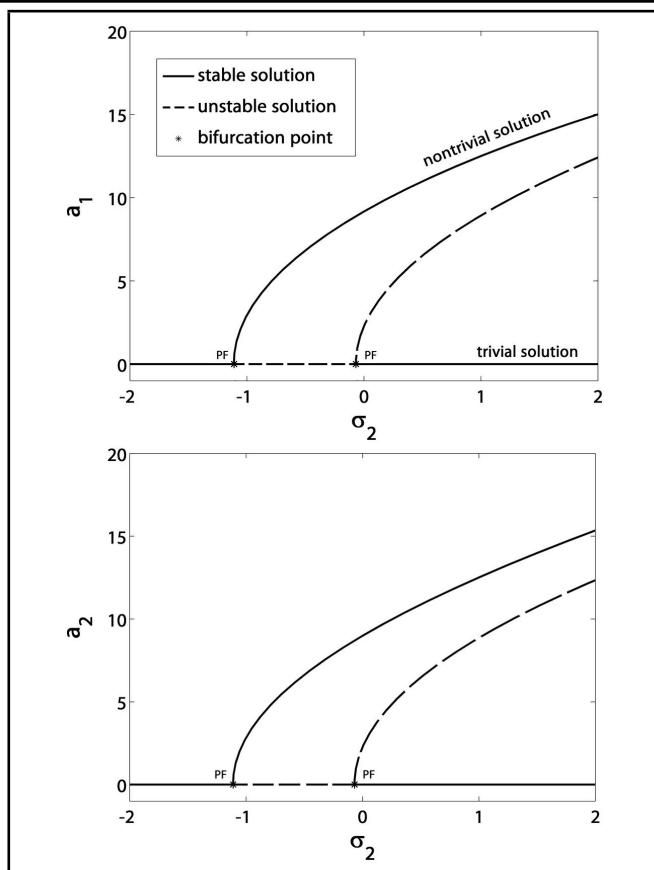 20
stable solution
unstable solution
bifurcation point
15
nontrivial solution
a1
10
5
PF PF trivial solution
0
-2 -1 0 1 2
σ2
20
15
a2
10
5
PF PF
0
-2 -1 0 1 2
σ2